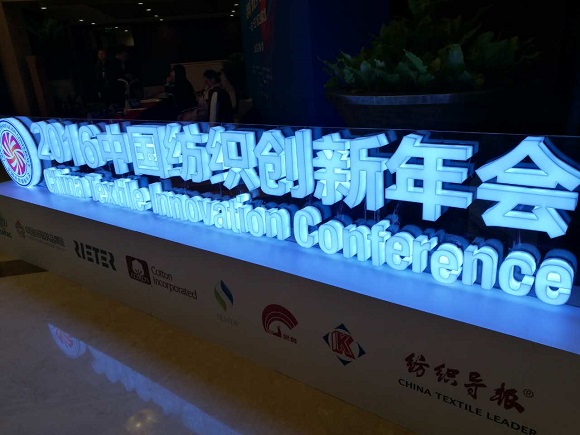 2016中国纺织创新年会
China Textile Innovation Conference
RIETER
Cotton
Incorporated
K
纺织导报®
CHINA TEXTILE LEADER